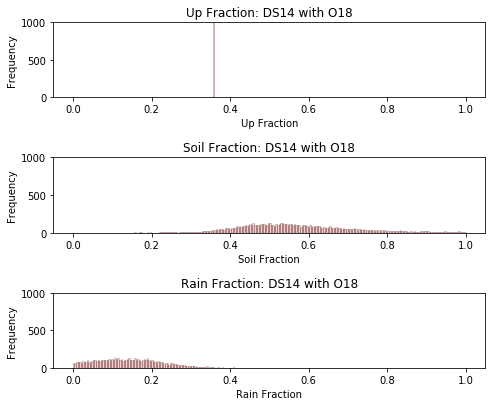 Up Fraction: DS14 with O18
1000
500
0
Frequency
0.0 0.2 0.4 0.6 0.8 1.0
Up Fraction
Soil Fraction: DS14 with O18
1000
500
0
Frequency
0.0 0.2 0.4 0.6 0.8 1.0
Soil Fraction
Rain Fraction: DS14 with O18
1000
500
0
Frequency
0.0 0.2 0.4 0.6 0.8 1.0
Rain Fraction